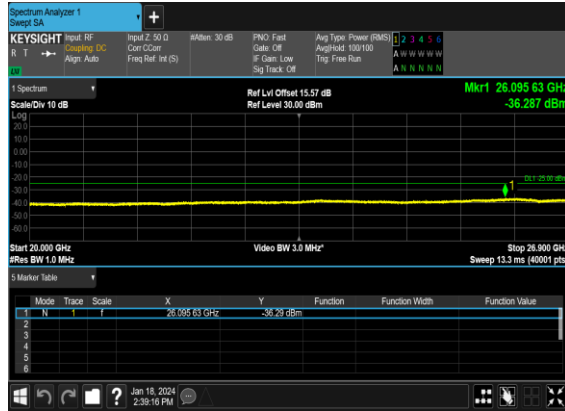 Spectrum Analyzer 1
Swept SA
+
KEYSIGHT Input: RF Input Z: 50 Ω #Atten: 30 dB PNO: Fast Avg Type: Power (RMS) 1 2 3 4 5 6
R T Coupling: DC Corr CCorr Gate: Off Avg|Hold: 100/100 A W W W W W
Align: Auto Freq Ref: Int (S) IF Gain: Low Trig: Free Run
Sig Track: Off A N N N N N
1 Spectrum Ref Lvl Offset 15.57 dB Mkr1 26.095 63 GHz
Scale/Div 10 dB Ref Level 30.00 dBm -36.287 dBm
Log
20.0
10.0
0.00
-10.0
-20.0 DL1 -25.00 dBm
-30.0 1
-40.0
-50.0
-60.0
Start 20.000 GHz Video BW 3.0 MHz* Stop 26.900 GHz
#Res BW 1.0 MHz Sweep 13.3 ms (40001 pts)
5 Marker Table
Mode Trace Scale X Y Function Function Width Function Value
1 N 1 f 26.095 63 GHz -36.29 dBm
2
3
4
5
6
? Jan 18, 2024
2:39:16 PM